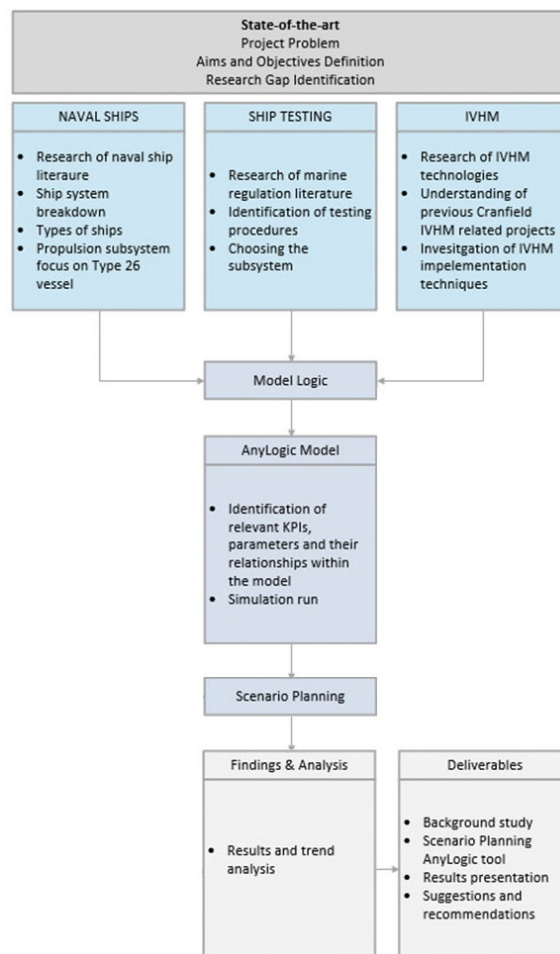 State-of-the-art
Project Problem
Aims and Objectives Definition
Research Gap Identification
NAVAL SHIPS
• Research of naval ship
literaure
• Ship system
breakdown
• Types of ships
• Propulsion subsystem
focus on Type 26
vessel
SHIP TESTING
• Research of marine
regulation literature
• Identification of testing
procedures
• Choosing the
subsystem
IVHM
• Research of IVHM
technologies
• Understanding of
previous Cranfield
IVHM related projects
• Invesitgation of IVHM
impelementation
techniques
Model Logic
AnyLogic Model
• Identification of
relevant KPIs,
parameters and their
relationships within
the model
• Simulation run
Scenario Planning
Findings & Analysis
• Results and trend
analysis
Deliverables
• Background study
• Scenario Planning
AnyLogic tool
• Results presentation
• Suggestions and
recommendations